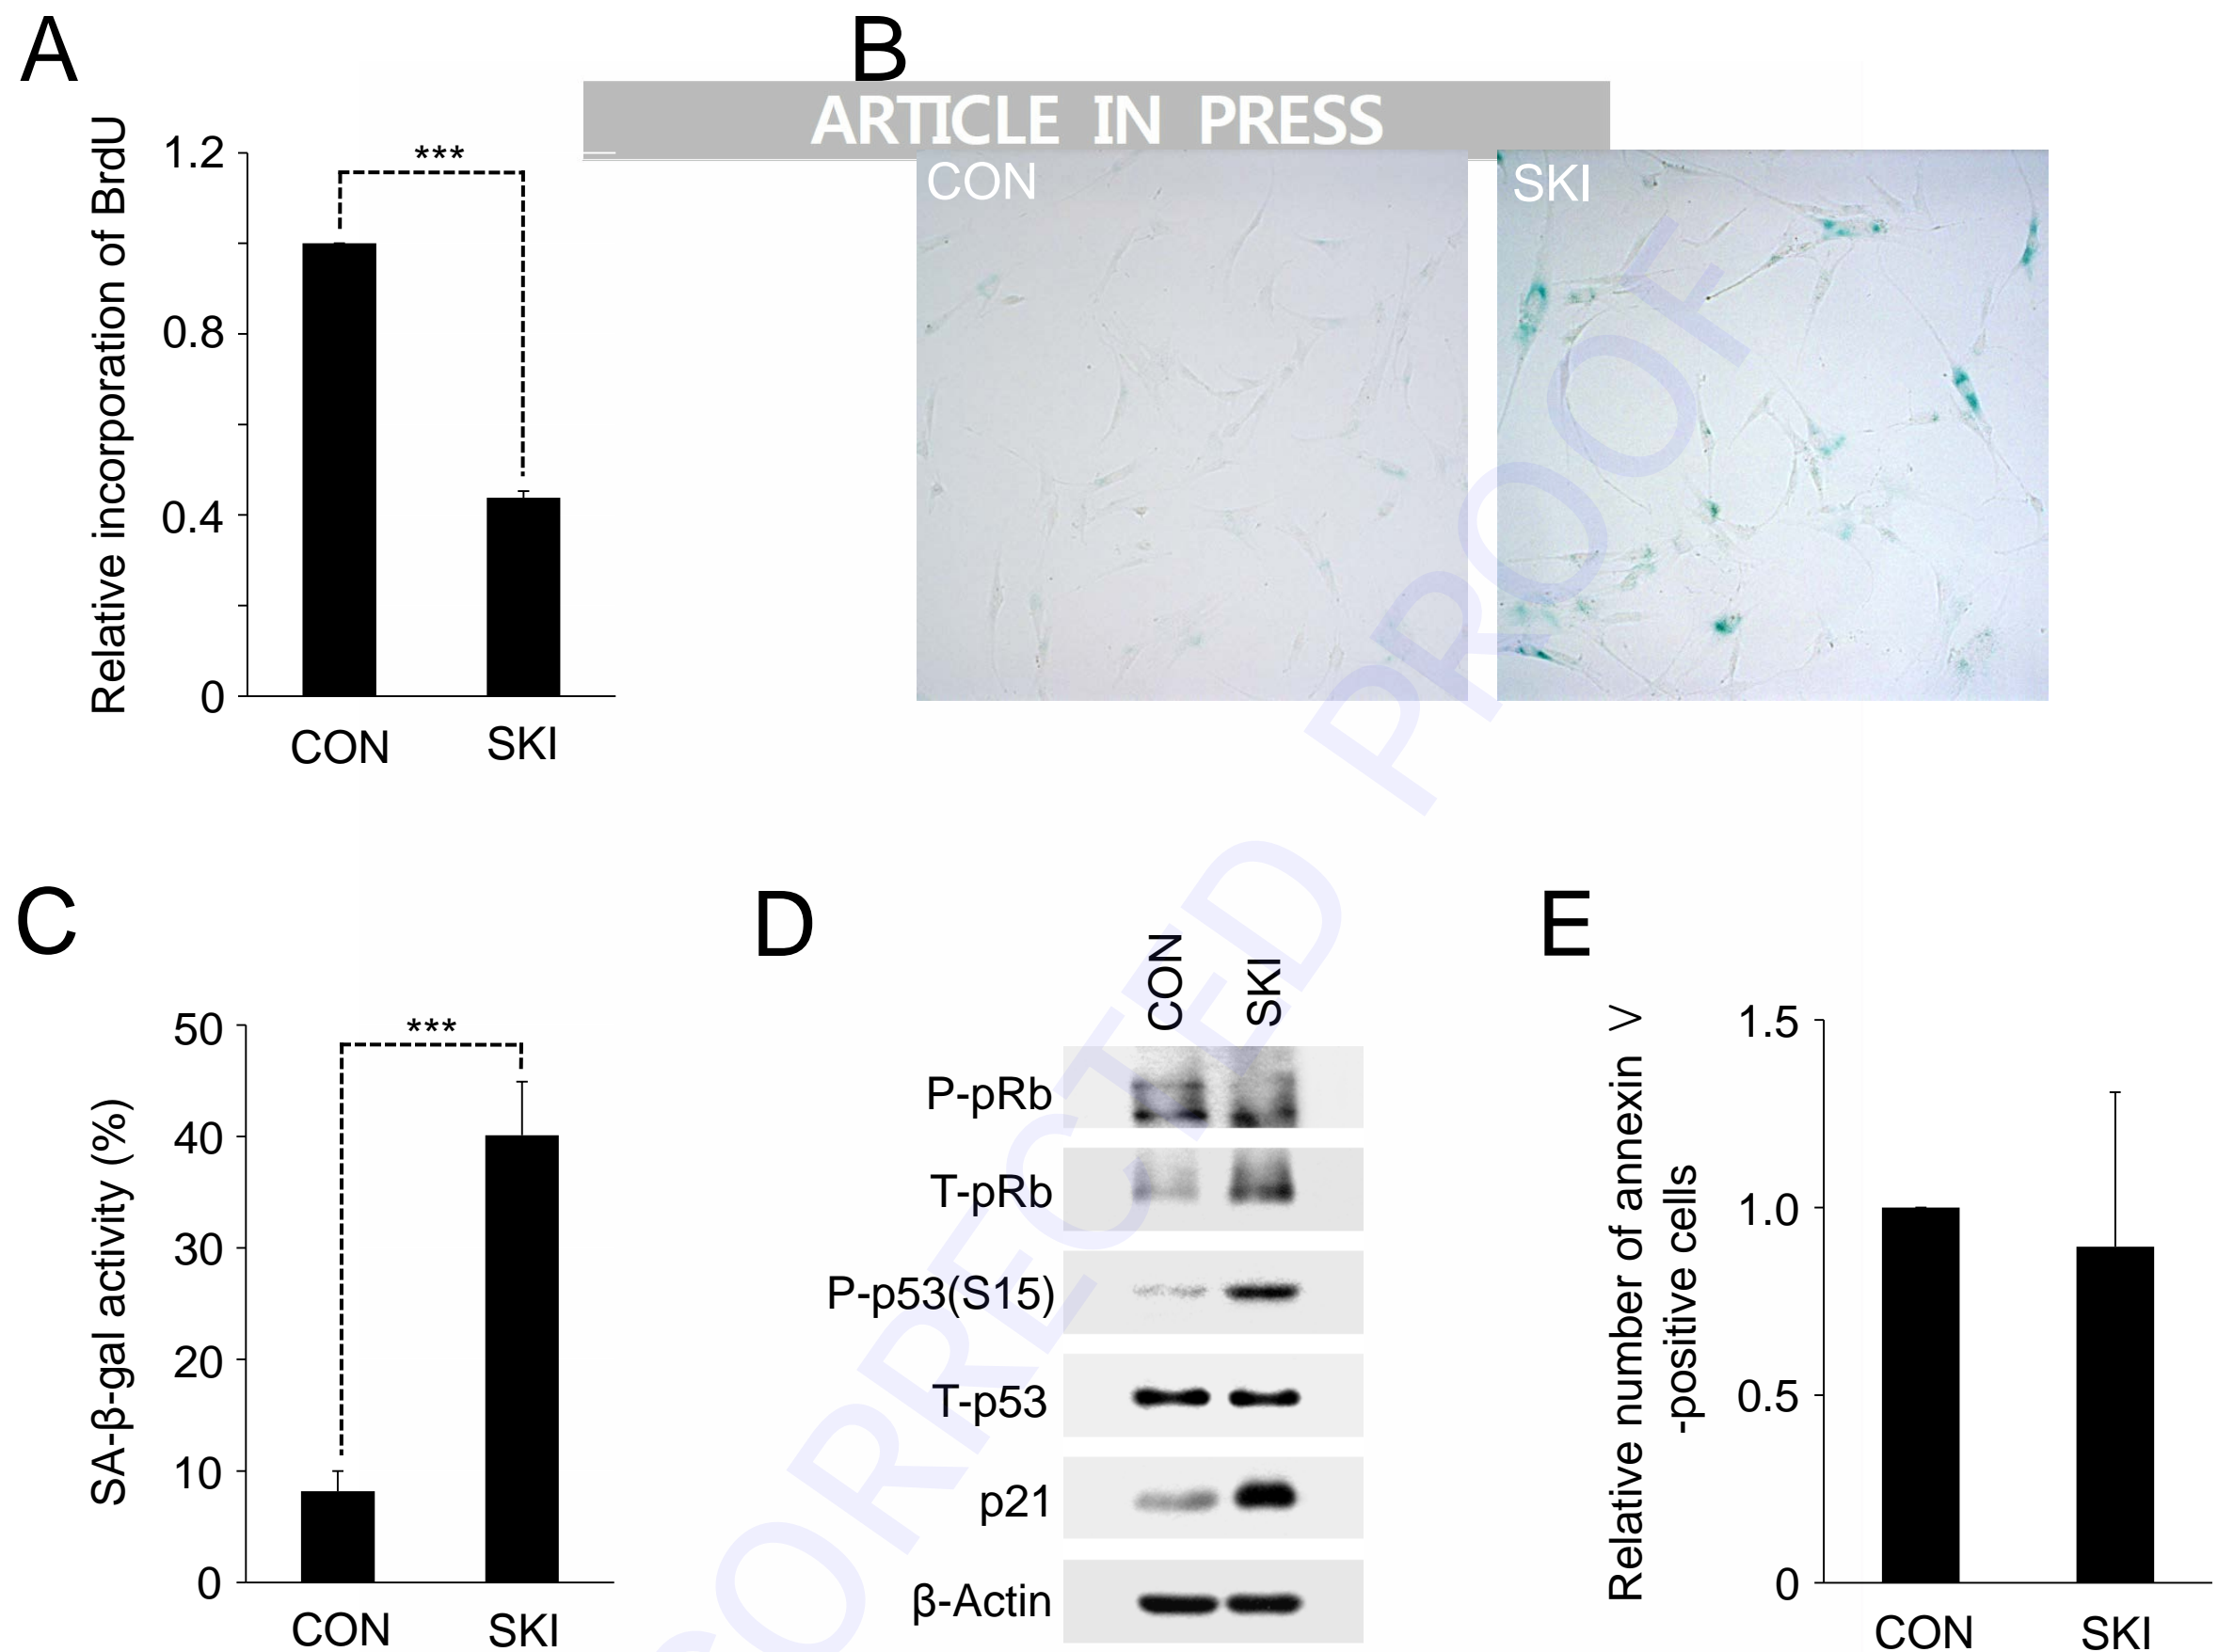 A
B
ARTICLE IN PRESS
Relative incorporation of BrdU
1.2
0.8
0.4
0
***
CON
SKI
CON
SKI
C
SA-β-gal activity (%)
50
40
30
20
10
0
***
CON
SKI
D
CON
SKI
P-pRb
T-pRb
P-p53(S15)
T-p53
p21
β-Actin
E
Relative number of annexin V
-positive cells
1.5
1.0
0.5
0
CON
SKI
CORRECTED PROOF